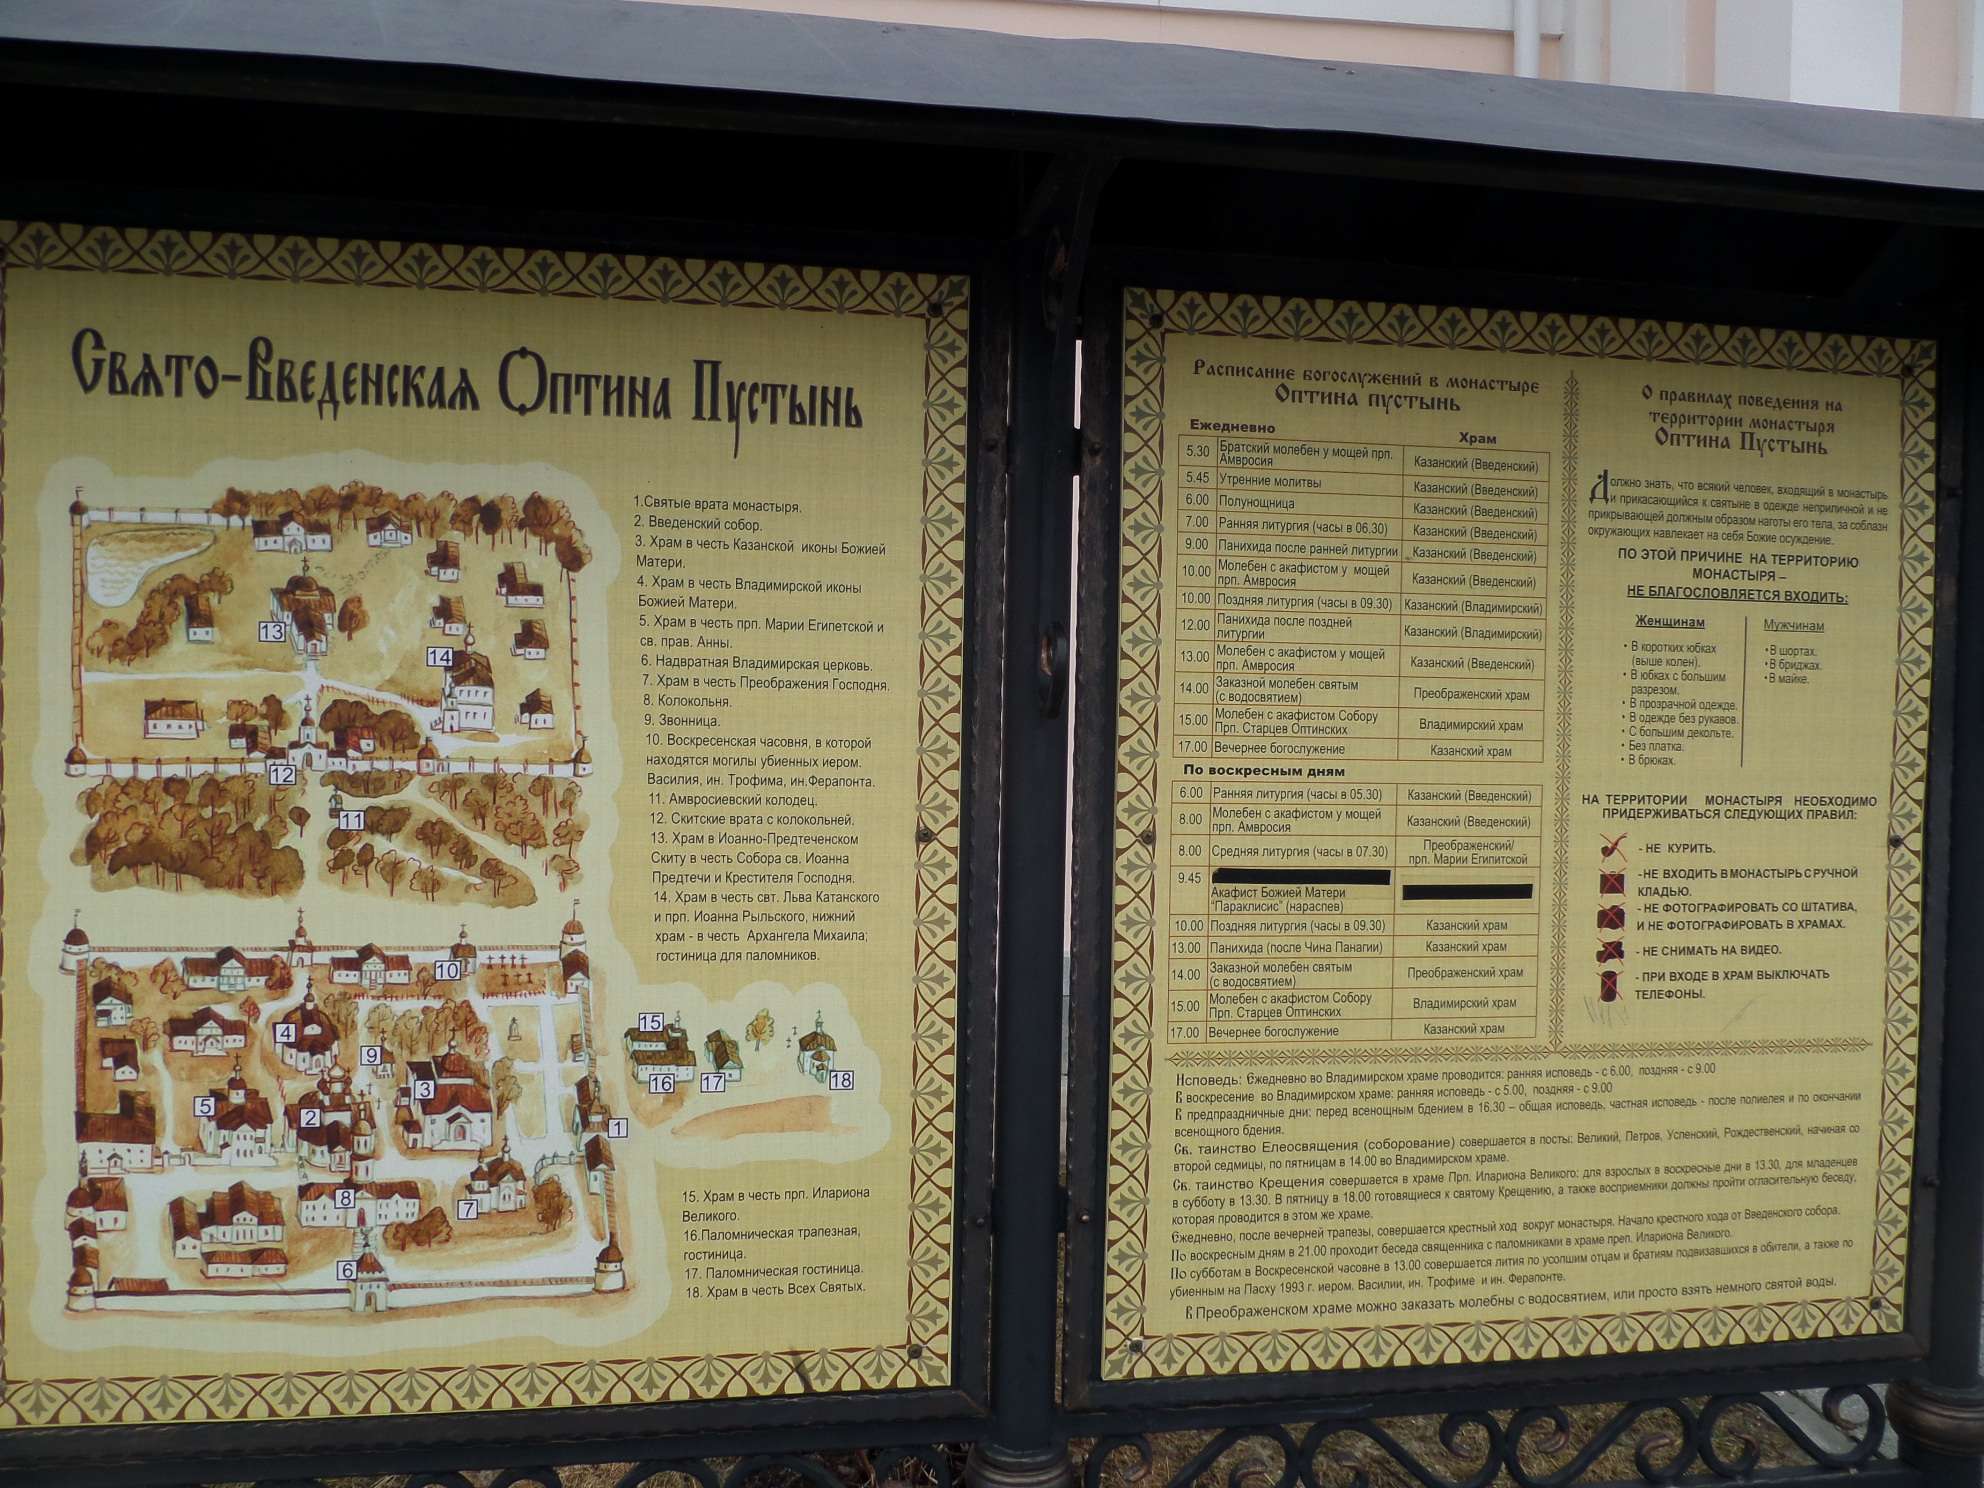 Свято-Введенская Оптина Пустынь
1.Святые врата монастыря.
2. Введенский собор.
3. Храм в честь Казанской иконы Божией
Матери.
4. Храм в честь Владимирской иконы
Божией Матери.
5. Храм в честь прп. Марии Египетской и
св. прав. Анны.
6. Надвратная Владимирская церковь.
7. Храм в честь Преображения Господня.
8. Колокольня.
9. Звонница.
10. Воскресенская часовня, в которой
находятся могилы убиенных иером.
Василия, ин. Трофима, ин.Ферапонта.
11. Амвросиевский колодец.
12. Скитские врата с колокольней.
13. Храм в Иоанно-Предтеченском
Скиту в честь Собора св. Иоанна
Предтечи и Крестителя Господня.
14. Храм в честь свт. Льва Катанского
и прп. Иоанна Рыльского, нижний
храм - в честь Архангела Михаила;
гостиница для паломников.
15. Храм в честь прп. Илариона
Великого.
16.Паломническая трапезная,
гостиница.
17. Паломническая гостиница.
18. Храм в честь Всех Святых.
13
14
12
11
10
4
9
3
5
2
1
8
7
6
15
16
17
18
Расписание богослужений в монастыре
Оптина пустынь
Ежедневно Храм
5.30 Братский молебен у мощей прп. Амвросия Казанский (Введенский)
5.45 Утренние молитвы Казанский (Введенский)
6.00 Полунощница Казанский (Введенский)
7.00 Ранняя литургия (часы в 06.30) Казанский (Введенский)
9.00 Панихида после ранней литургии Казанский (Введенский)
10.00 Молебен с акафистом у мощей прп. Амвросия Казанский (Введенский)
10.00 Поздняя литургия (часы в 09.30) Казанский (Владимирский)
12.00 Панихида после поздней литургии Казанский (Владимирский)
13.00 Молебен с акафистом у мощей прп. Амвросия Казанский (Введенский)
14.00 Заказной молебен святым (с водосвятием) Преображенский храм
15.00 Молебен с акафистом Собору Прп. Старцев Оптинских Владимирский храм
17.00 Вечернее богослужение Казанский храм
По воскресным дням
6.00 Ранняя литургия (часы в 05.30) Казанский (Введенский)
8.00 Молебен с акафистом у мощей прп. Амвросия Казанский (Введенский)
8.00 Средняя литургия (часы в 07.30) Преображенский/ прп. Марии Египитской
9.45 Акафист Божией Матери "Параклисис" (нараспев)
10.00 Поздняя литургия (часы в 09.30) Казанский храм
13.00 Панихида (после Чина Панагии) Казанский храм
14.00 Заказной молебен святым (с водосвятием) Преображенский храм
15.00 Молебен с акафистом Собору Прп. Старцев Оптинских Владимирский храм
17.00 Вечернее богослужение Казанский храм
О правилах поведения на
территории монастыря
Оптина Пустынь
Должно знать, что всякий человек, входящий в монастырь
и прикасающийся к святыне в одежде неприличной и не
прикрывающей должным образом наготы его тела, за соблазн
окружающих навлекает на себя Божие осуждение.
ПО ЭТОЙ ПРИЧИНЕ НА ТЕРРИТОРИЮ
МОНАСТЫРЯ –
НЕ БЛАГОСЛОВЛЯЕТСЯ ВХОДИТЬ:
Женщинам
• В коротких юбках
(выше колен).
• В юбках с большим
разрезом.
• В прозрачной одежде.
• В одежде без рукавов.
• С большим декольте.
• Без платка.
• В брюках.
Мужчинам
• В шортах.
• В бриджах.
• В майке.
НА ТЕРРИТОРИИ МОНАСТЫРЯ НЕОБХОДИМО
ПРИДЕРЖИВАТЬСЯ СЛЕДУЮЩИХ ПРАВИЛ:
- НЕ КУРИТЬ.
- НЕ ВХОДИТЬ В МОНАСТЫРЬ С РУЧНОЙ
КЛАДЬЮ.
- НЕ ФОТОГРАФИРОВАТЬ СО ШТАТИВА,
И НЕ ФОТОГРАФИРОВАТЬ В ХРАМАХ.
- НЕ СНИМАТЬ НА ВИДЕО.
- ПРИ ВХОДЕ В ХРАМ ВЫКЛЮЧАТЬ
ТЕЛЕФОНЫ.
Исповедь: Ежедневно во Владимирском храме проводится: ранняя исповедь - с 6.00, поздняя - с 9.00
В воскресение во Владимирском храме: ранняя исповедь - с 5.00, поздняя - с 9.00
В предпраздничные дни: перед всенощным бдением в 16.30 – общая исповедь, частная исповедь - после полиелея и по окончании
всенощного бдения.
Св. таинство Елеосвящения (соборование) совершается в посты: Великий, Петров, Успенский, Рождественский, начиная со
второй седмицы, по пятницам в 14.00 во Владимирском храме.
Св. таинство Крещения совершается в храме Прп. Илариона Великого: для взрослых в воскресные дни в 13.30, для младенцев
в субботу в 13.30. В пятницу в 18.00 готовящиеся к святому Крещению, а также восприемники должны пройти огласительную беседу,
которая проводится в этом же храме.
Ежедневно, после вечерней трапезы, совершается крестный ход вокруг монастыря. Начало крестного хода от Введенского собора.
По воскресным дням в 21.00 проходит беседа священника с паломниками в храме преп. Илариона Великого.
По субботам в Воскресенской часовне в 13.00 совершается лития по усопшим отцам и братиям подвизавшихся в обители, а также по
убиенным на Пасху 1993 г. иером. Василии, ин. Трофиме и ин. Ферапонте.
В Преображенском храме можно заказать молебны с водосвятием, или просто взять немного святой воды.